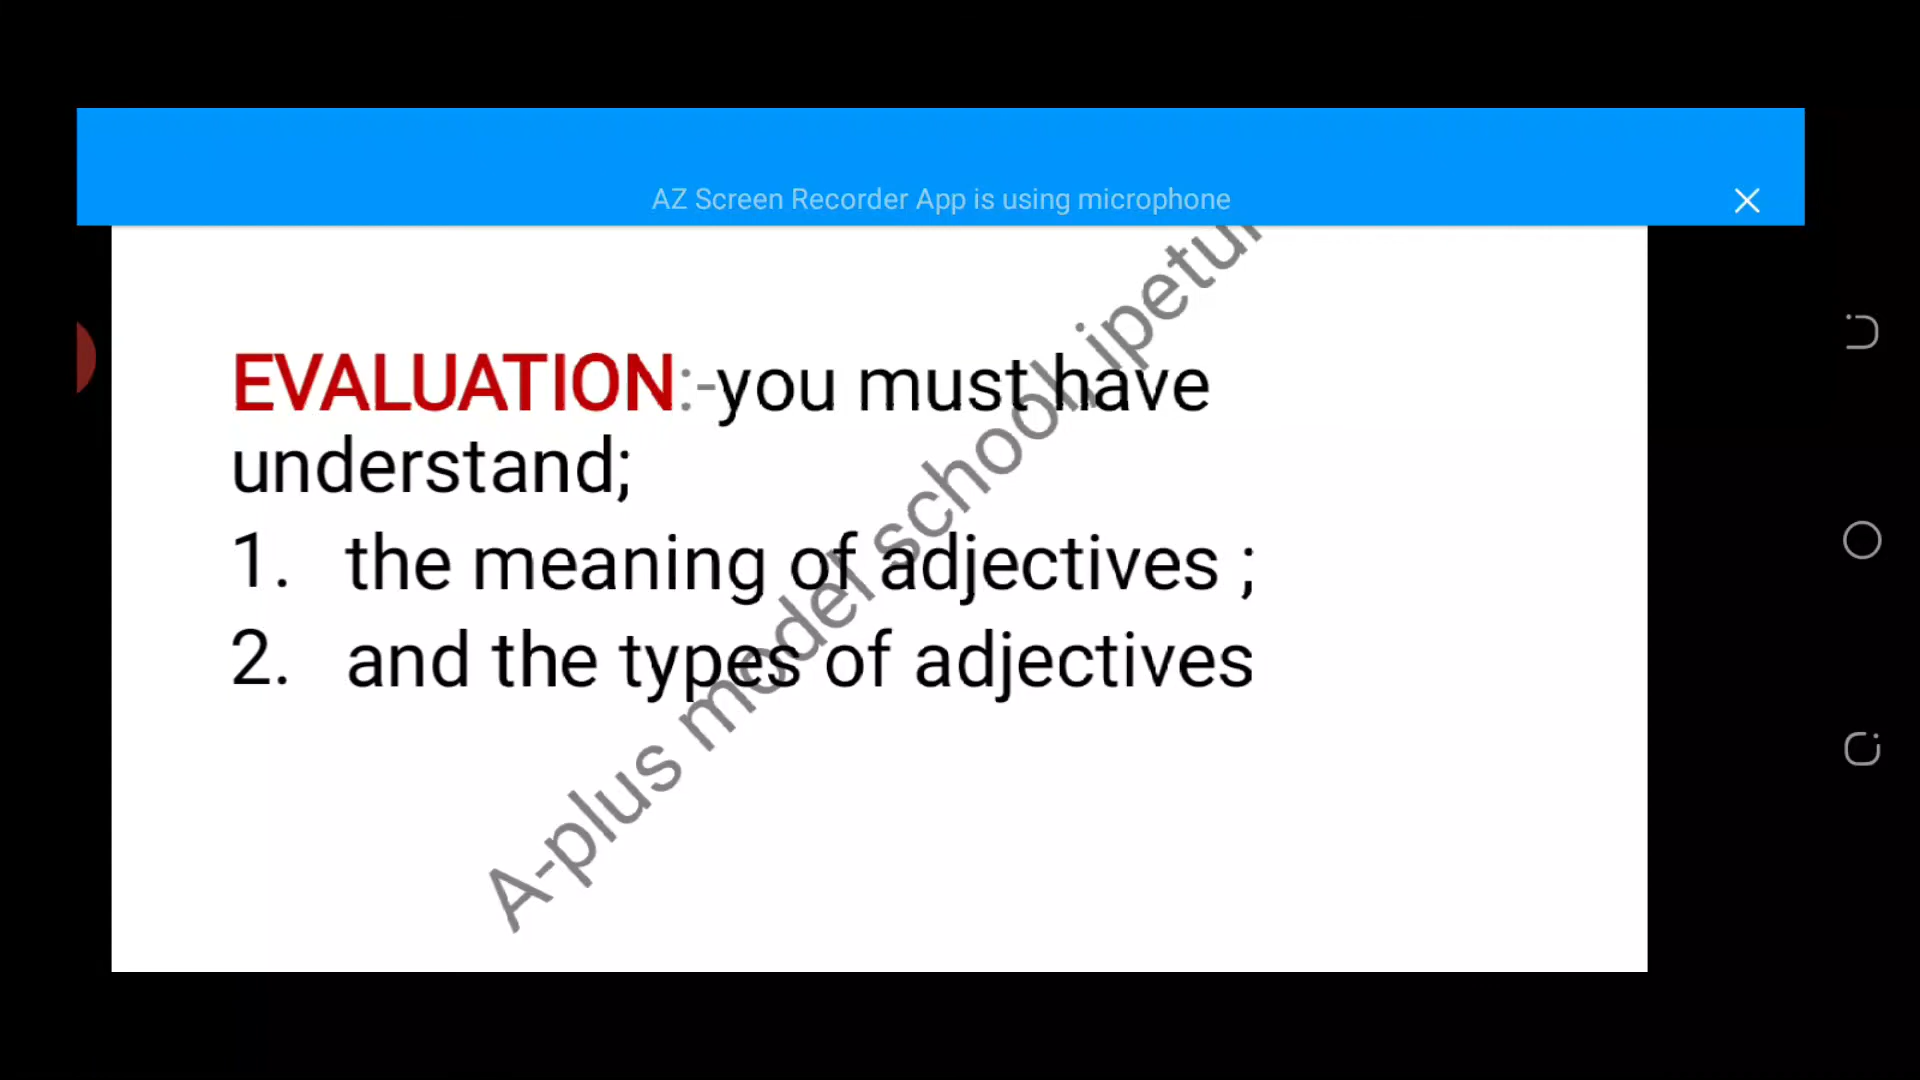 AZ Screen Recorder App is using microphone
EVALUATION:-you must have
understand;
1. the meaning of adjectives ;
2. and the types of adjectives
A-plus model school,